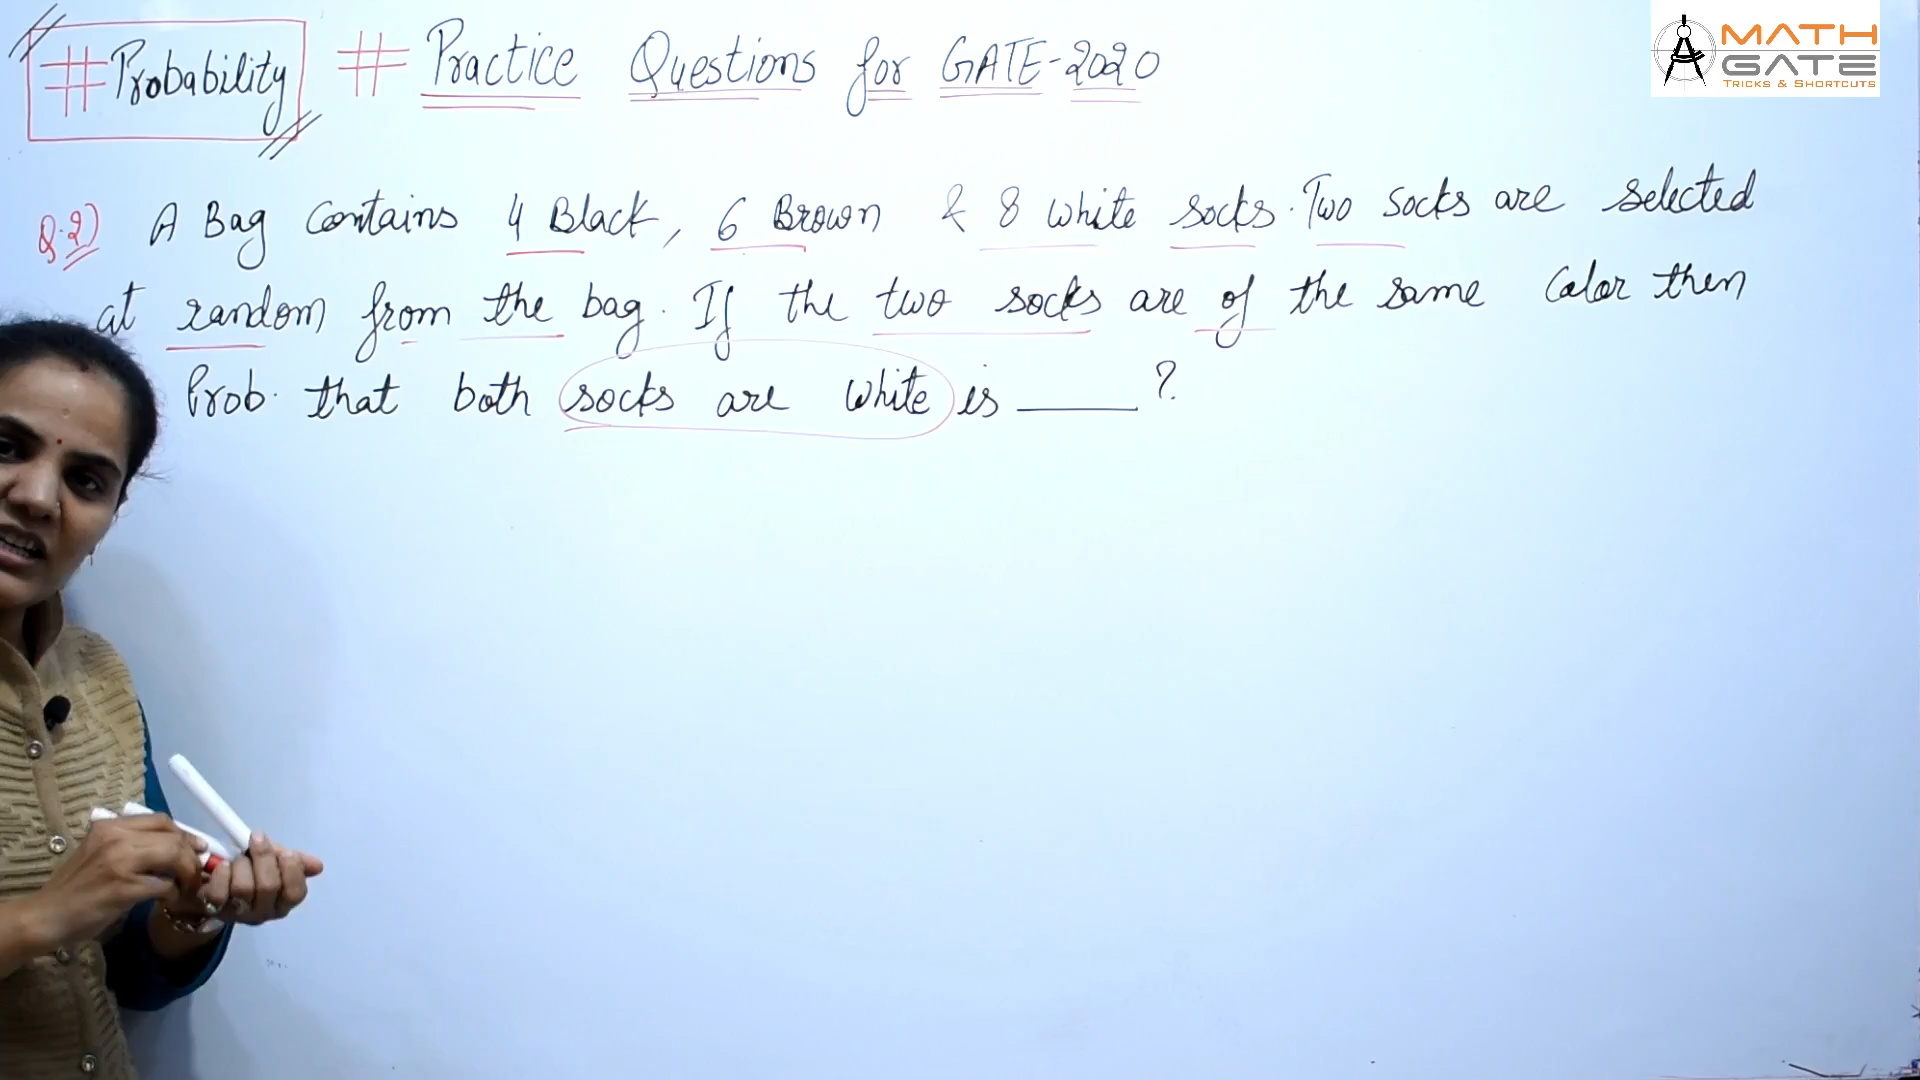 #Probability # Practice Questions for GATE-2020
MATH
GATE
TRICKS & SHORTCUTS
Q.2) A Bag contains 4 Black, 6 Brown & 8 white socks. Two socks are selected
at random from the bag. If the two socks are of the same color then
Prob. that both socks are white is ______ ?